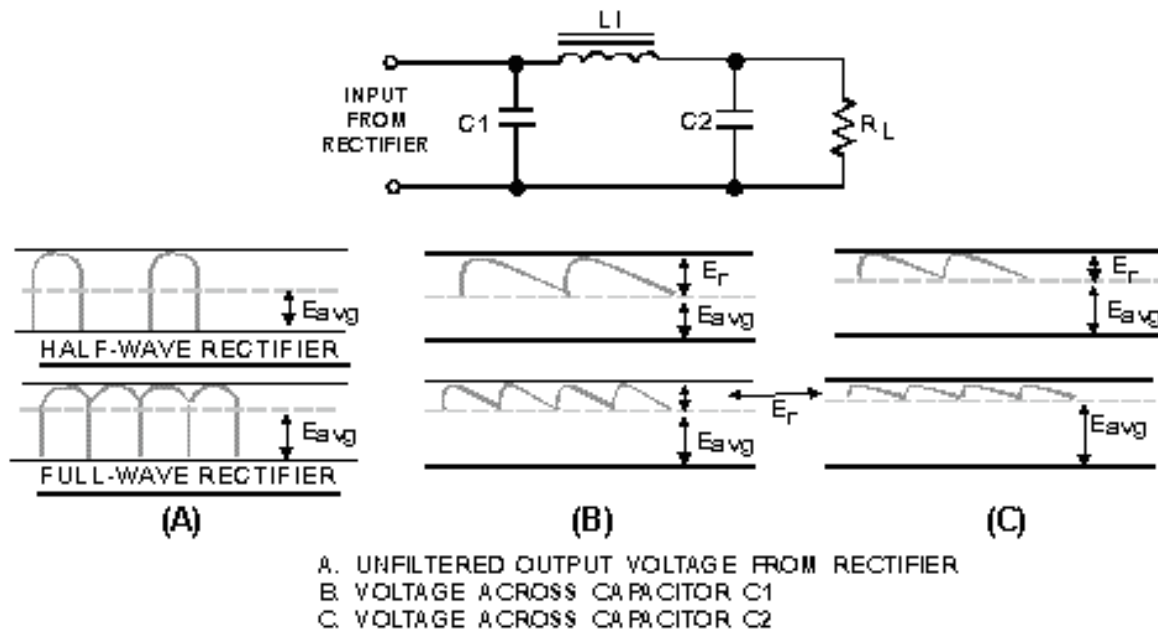 L1
INPUT
FROM
RECTIFIER
C1
C2
R L
Eavg
HALF-WAVE RECTIFIER
Eavg
FULL-WAVE RECTIFIER
(A)
Er
Eavg
Eavg
(B)
Er
Er
Eavg
Eavg
(C)
A. UNFILTERED OUTPUT VOLTAGE FROM RECTIFIER
B. VOLTAGE ACROSS CAPACITOR C1
C. VOLTAGE ACROSS CAPACITOR C2